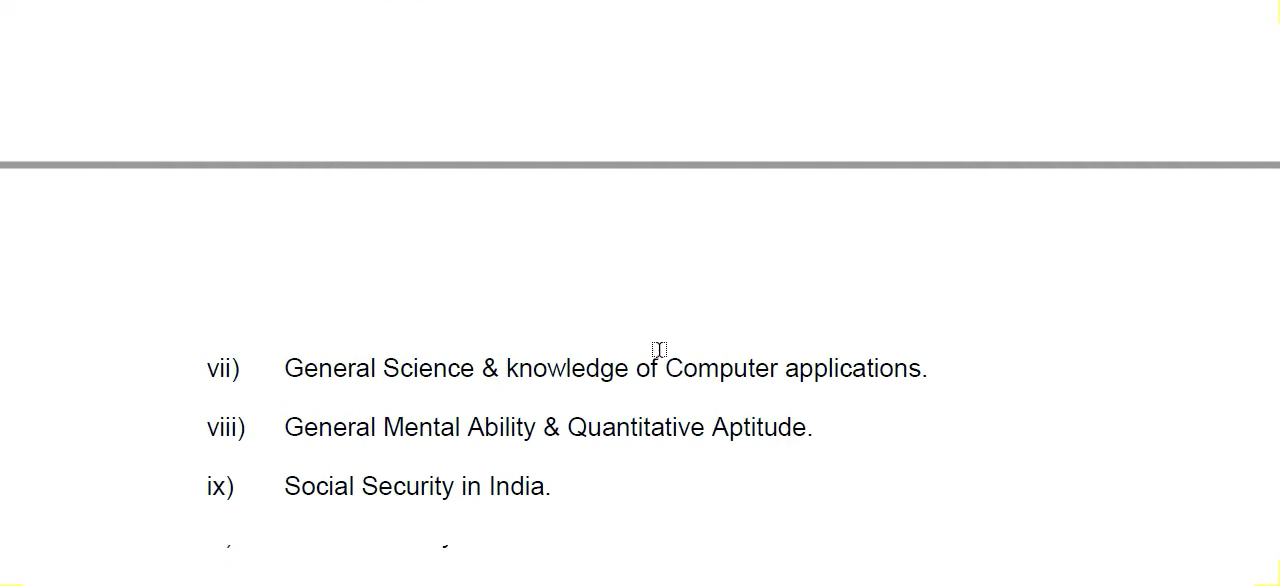 vii) General Science & knowledge of Computer applications.
viii) General Mental Ability & Quantitative Aptitude.
ix) Social Security in India.